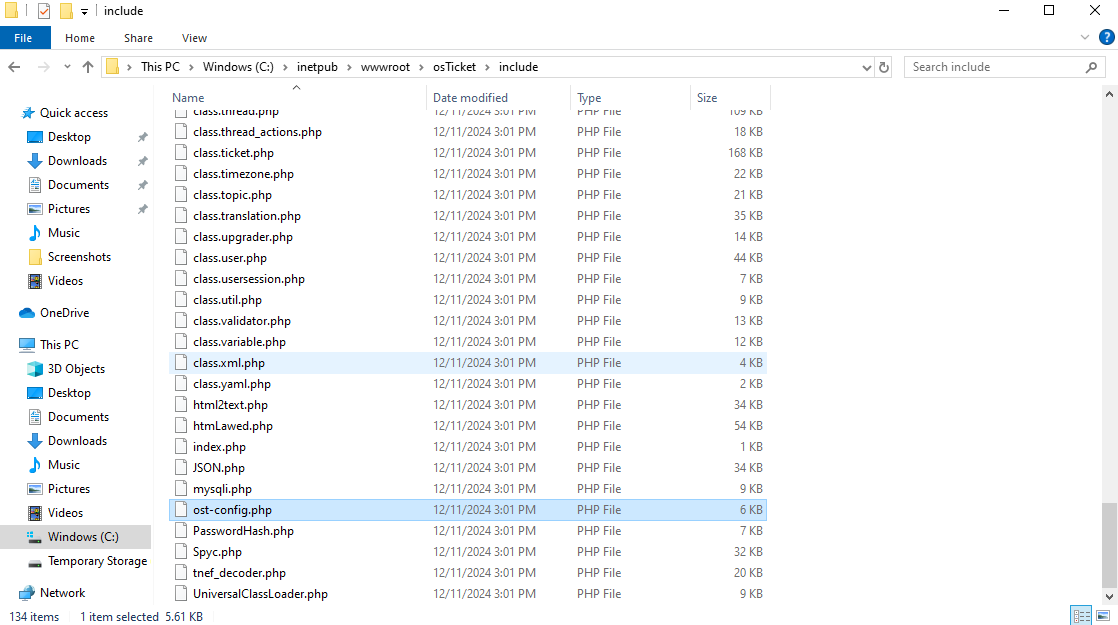 include
File Home Share View
This PC Windows (C:) inetpub wwwroot osTicket include
Search include
Name Date modified Type Size
class.thread.php 12/11/2024 3:01 PM PHP File 109 KB
Quick access
class.thread_actions.php 12/11/2024 3:01 PM PHP File 18 KB
Desktop
class.ticket.php 12/11/2024 3:01 PM PHP File 168 KB
Downloads
class.timezone.php 12/11/2024 3:01 PM PHP File 22 KB
Documents
class.topic.php 12/11/2024 3:01 PM PHP File 21 KB
Pictures
class.translation.php 12/11/2024 3:01 PM PHP File 35 KB
Music
class.upgrader.php 12/11/2024 3:01 PM PHP File 14 KB
Screenshots
class.user.php 12/11/2024 3:01 PM PHP File 44 KB
Videos
class.usersession.php 12/11/2024 3:01 PM PHP File 7 KB
class.util.php 12/11/2024 3:01 PM PHP File 9 KB
OneDrive
class.validator.php 12/11/2024 3:01 PM PHP File 13 KB
This PC
class.variable.php 12/11/2024 3:01 PM PHP File 12 KB
3D Objects
class.xml.php 12/11/2024 3:01 PM PHP File 4 KB
Desktop
class.yaml.php 12/11/2024 3:01 PM PHP File 2 KB
Documents
html2text.php 12/11/2024 3:01 PM PHP File 34 KB
Downloads
htmLawed.php 12/11/2024 3:01 PM PHP File 54 KB
index.php 12/11/2024 3:01 PM PHP File 1 KB
Music
JSON.php 12/11/2024 3:01 PM PHP File 34 KB
Pictures
mysqli.php 12/11/2024 3:01 PM PHP File 9 KB
Videos
ost-config.php 12/11/2024 3:01 PM PHP File 6 KB
Windows (C:)
PasswordHash.php 12/11/2024 3:01 PM PHP File 7 KB
Temporary Storage
Spyc.php 12/11/2024 3:01 PM PHP File 32 KB
tnef_decoder.php 12/11/2024 3:01 PM PHP File 20 KB
Network
UniversalClassLoader.php 12/11/2024 3:01 PM PHP File 9 KB
134 items 1 item selected 5.61 KB